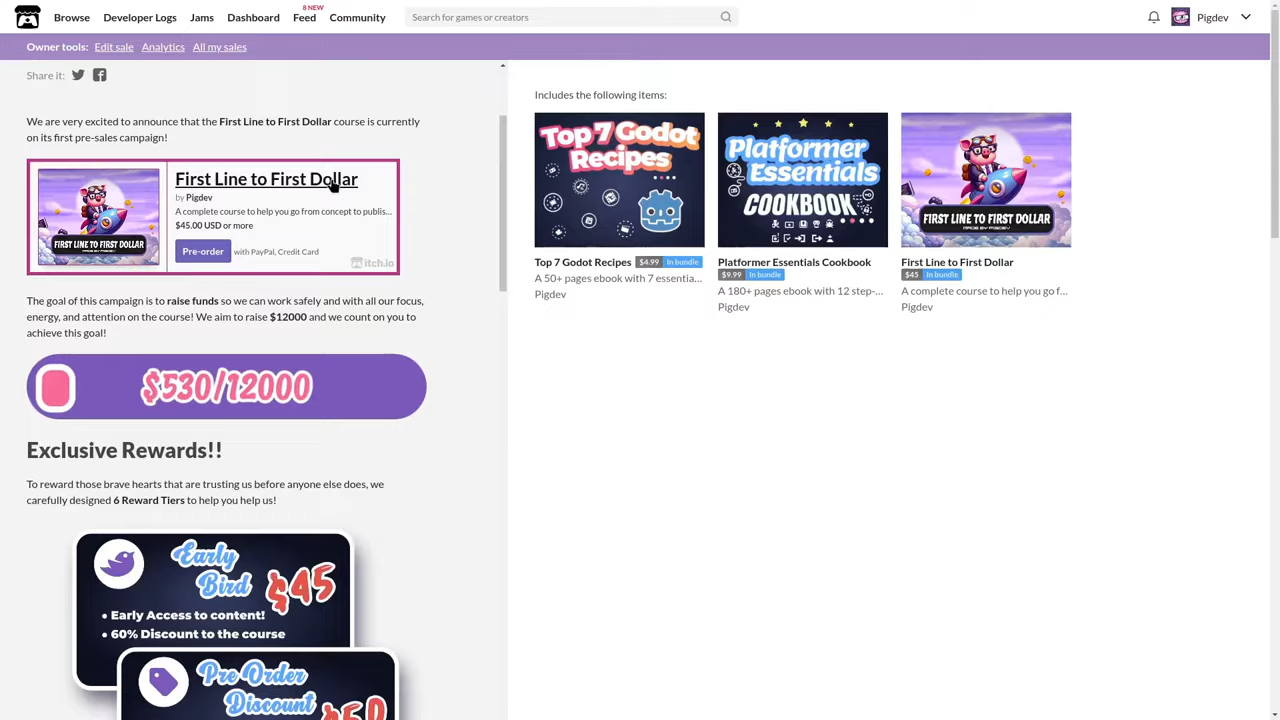 Browse Developer Logs Jams Dashboard Feed Community
8 NEW
Search for games or creators
Pigdev
Owner tools: Edit sale Analytics All my sales
Share it:
We are very excited to announce that the First Line to First Dollar course is currently
on its first pre-sales campaign!
FIRST LINE TO FIRST DOLLAR
MADE BY PIGDEV
First Line to First Dollar
by Pigdev
A complete course to help you go from concept to publis...
$45.00 USD or more
Pre-order with PayPal, Credit Card
itch.io
The goal of this campaign is to raise funds so we can work safely and with all our focus,
energy, and attention on the course! We aim to raise $12000 and we count on you to
achieve this goal!
$530/12000
Exclusive Rewards!!
To reward those brave hearts that are trusting us before anyone else does, we
carefully designed 6 Reward Tiers to help you help us!
Early
Bird
$45
• Early Access to content!
• 60% Discount to the course
Pre Order
Discount
$50
Includes the following items:
Top 7 Godot
Recipes
Top 7 Godot Recipes $4.99 In bundle
A 50+ pages ebook with 7 essentia...
Pigdev
Platformer
Essentials
COOKBOOK
Platformer Essentials Cookbook
$9.99 In bundle
A 180+ pages ebook with 12 step-...
Pigdev
FIRST LINE TO FIRST DOLLAR
MADE BY PIGDEV
First Line to First Dollar
$45 In bundle
A complete course to help you go f...
Pigdev